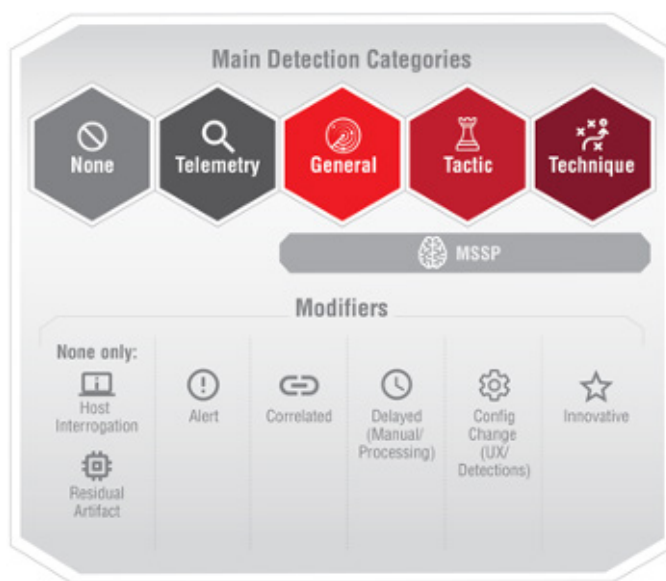 Main Detection Categories
None
Telemetry
General
Tactic
Technique
MSSP
Modifiers
None only:
Host
Interrogation
Residual
Artifact
Alert
Correlated
Delayed
(Manual/
Processing)
Config
Change
(UX/
Detections)
Innovative